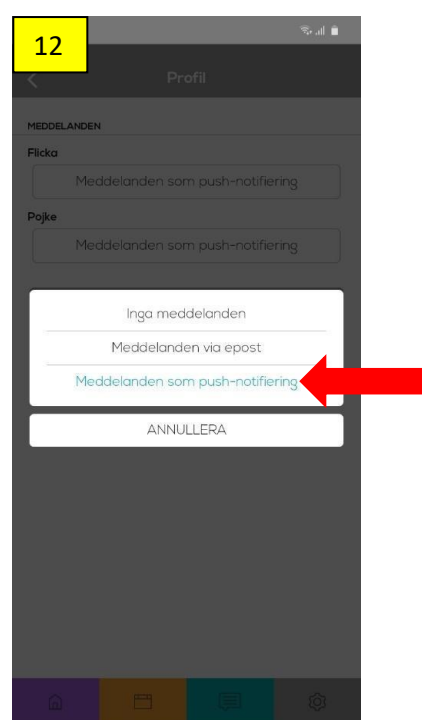 12
Profil
MEDDELANDEN
Flicka
Meddelanden som push-notifiering
Pojke
Meddelanden som push-notifiering
Inga meddelanden
Meddelanden via epost
Meddelanden som push-notifiering
ANNULLERA